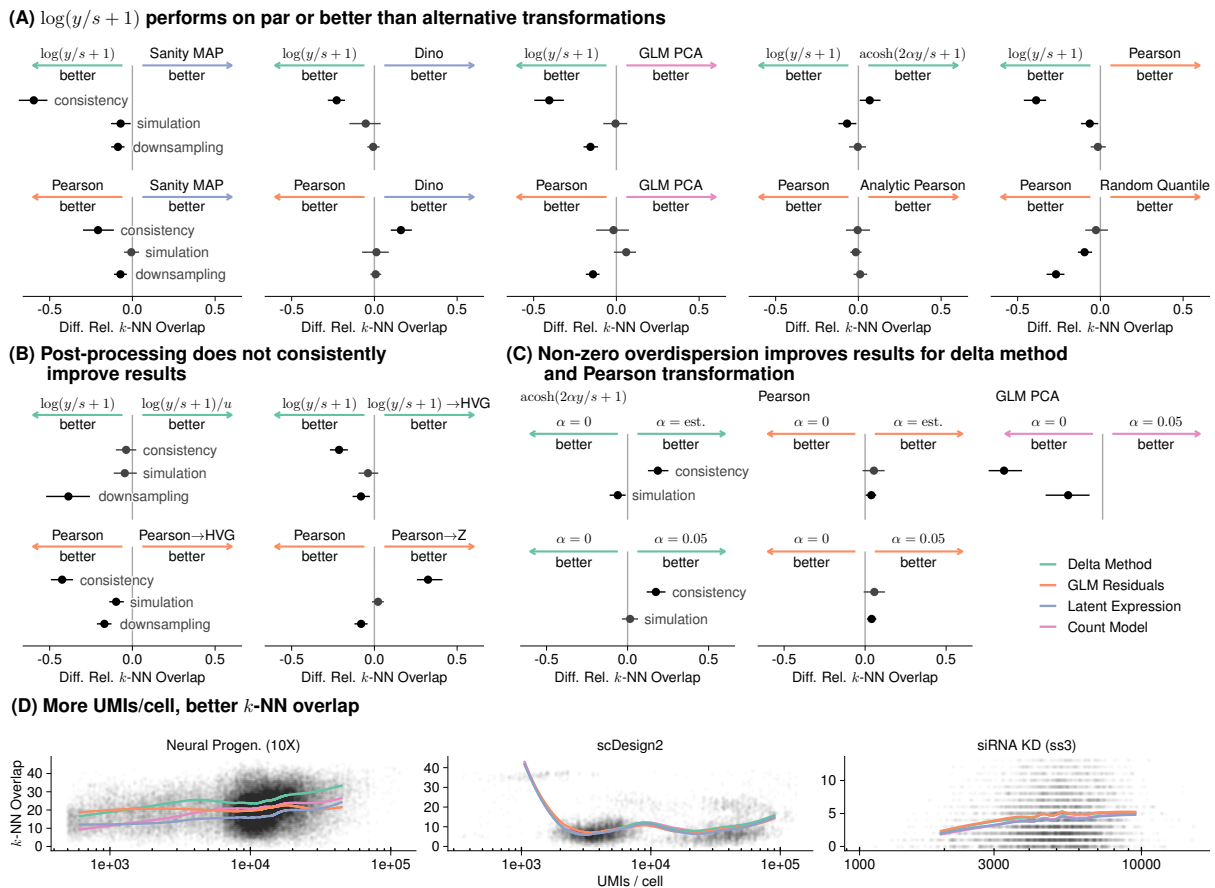 (A) log(y/s + 1) performs on par or better than alternative transformations
log(y/s + 1) Sanity MAP
better better
consistency
simulation
downsampling
log(y/s + 1) Dino
better better
log(y/s + 1) GLM PCA
better better
log(y/s + 1) acosh(2αy/s + 1)
better better
log(y/s + 1) Pearson
better better
Pearson Sanity MAP
better better
consistency
simulation
downsampling
-0.5 0.0 0.5
Diff. Rel. k-NN Overlap
Pearson Dino
better better
-0.5 0.0 0.5
Diff. Rel. k-NN Overlap
Pearson GLM PCA
better better
-0.5 0.0 0.5
Diff. Rel. k-NN Overlap
Pearson Analytic Pearson
better better
-0.5 0.0 0.5
Diff. Rel. k-NN Overlap
Pearson Random Quantile
better better
-0.5 0.0 0.5
Diff. Rel. k-NN Overlap
(B) Post-processing does not consistently
improve results
log(y/s + 1) log(y/s + 1)/u
better better
consistency
simulation
downsampling
log(y/s + 1) log(y/s + 1) →HVG
better better
Pearson Pearson→HVG
better better
consistency
simulation
downsampling
-0.5 0.0 0.5
Diff. Rel. k-NN Overlap
Pearson Pearson→Z
better better
-0.5 0.0 0.5
Diff. Rel. k-NN Overlap
(C) Non-zero overdispersion improves results for delta method
and Pearson transformation
acosh(2αy/s + 1)
α = 0 α = est.
better better
consistency
simulation
Pearson
α = 0 α = est.
better better
GLM PCA
α = 0 α = 0.05
better better
α = 0 α = 0.05
better better
consistency
simulation
-0.5 0.0 0.5
Diff. Rel. k-NN Overlap
α = 0 α = 0.05
better better
-0.5 0.0 0.5
Diff. Rel. k-NN Overlap
Delta Method
GLM Residuals
Latent Expression
Count Model
(D) More UMIs/cell, better k-NN overlap
Neural Progen. (10X)
k-NN Overlap
40
30
20
10
0
1e+03 1e+04 1e+05
scDesign2
40
30
20
10
0
1e+03 1e+04 1e+05
UMIs / cell
siRNA KD (ss3)
10
5
0
1000 3000 10000